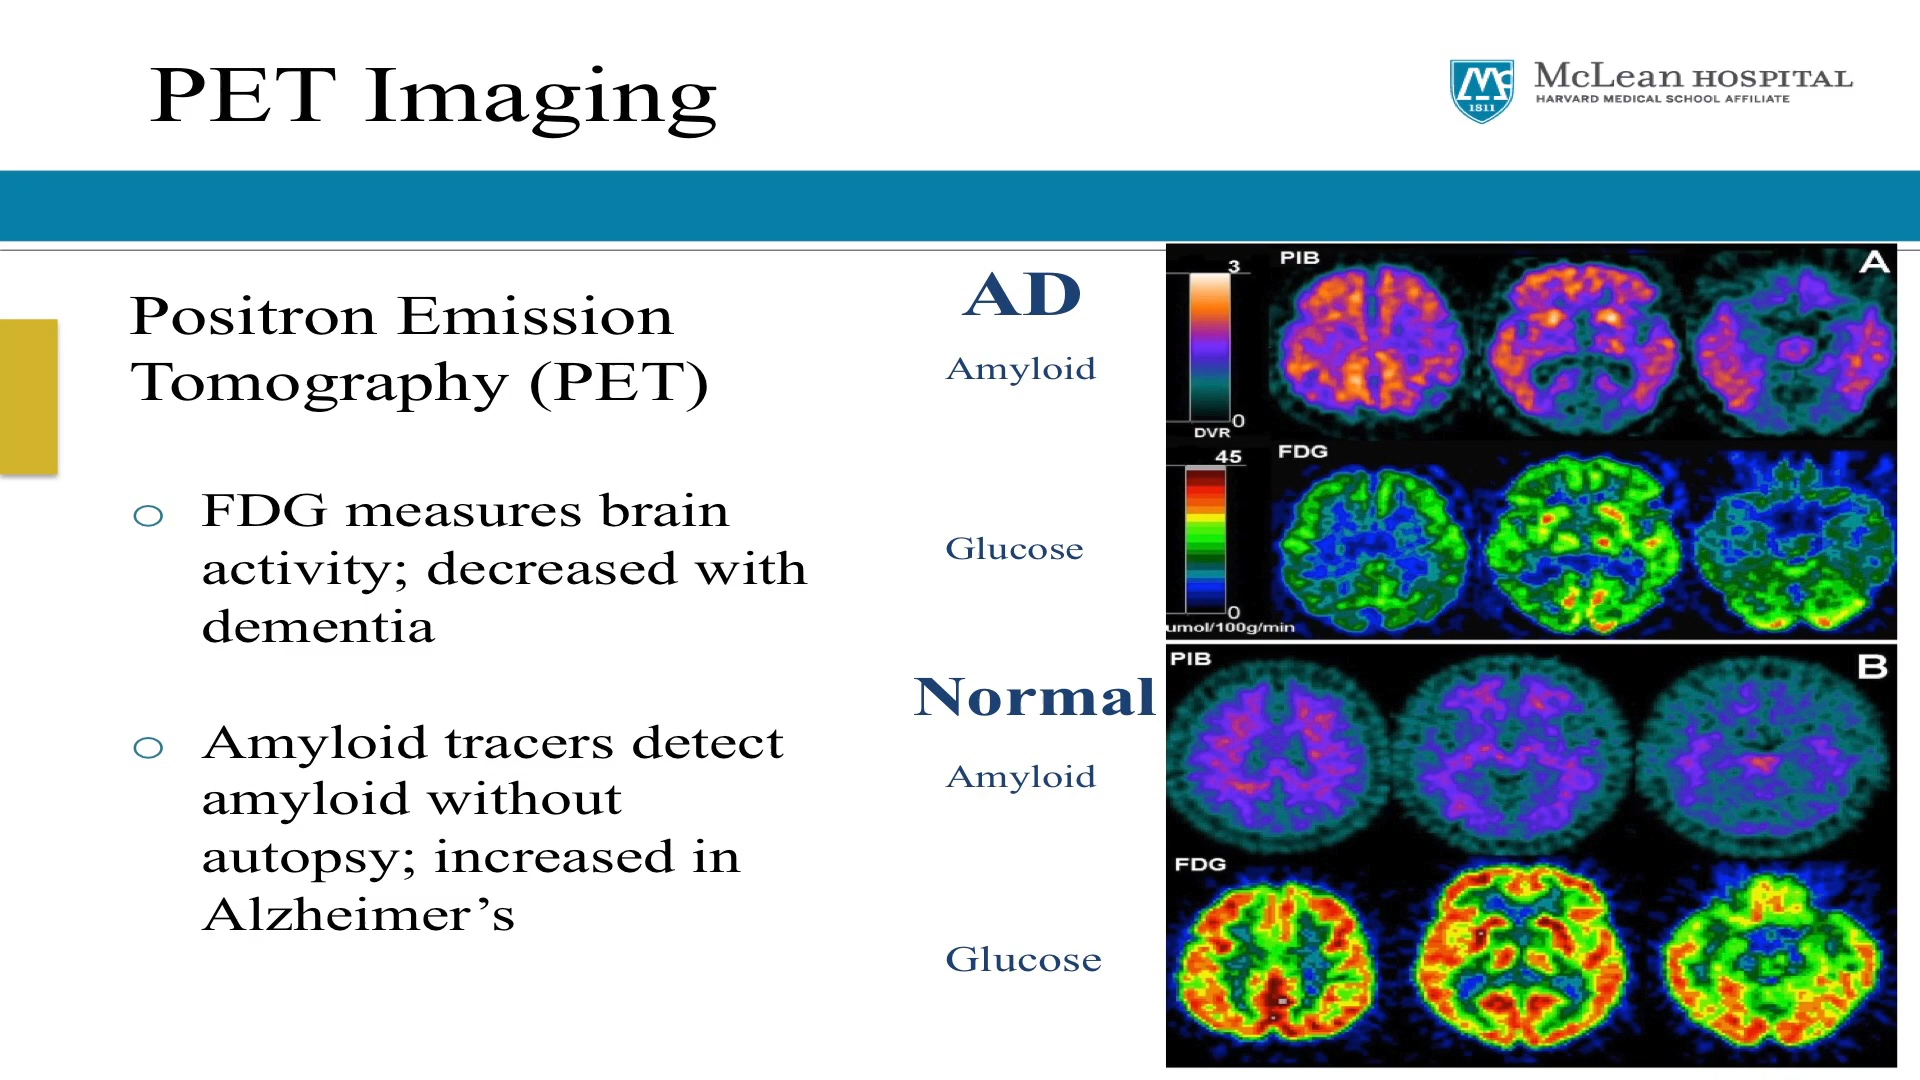 PET Imaging
McLean HOSPITAL
HARVARD MEDICAL SCHOOL AFFILIATE
1811
Positron Emission
Tomography (PET)
o FDG measures brain
activity; decreased with
dementia
o Amyloid tracers detect
amyloid without
autopsy; increased in
Alzheimer’s
AD
Amyloid
Glucose
Normal
Amyloid
Glucose
PIB
A
3
0
DVR
FDG
45
0
umol/100g/min
PIB
B
FDG